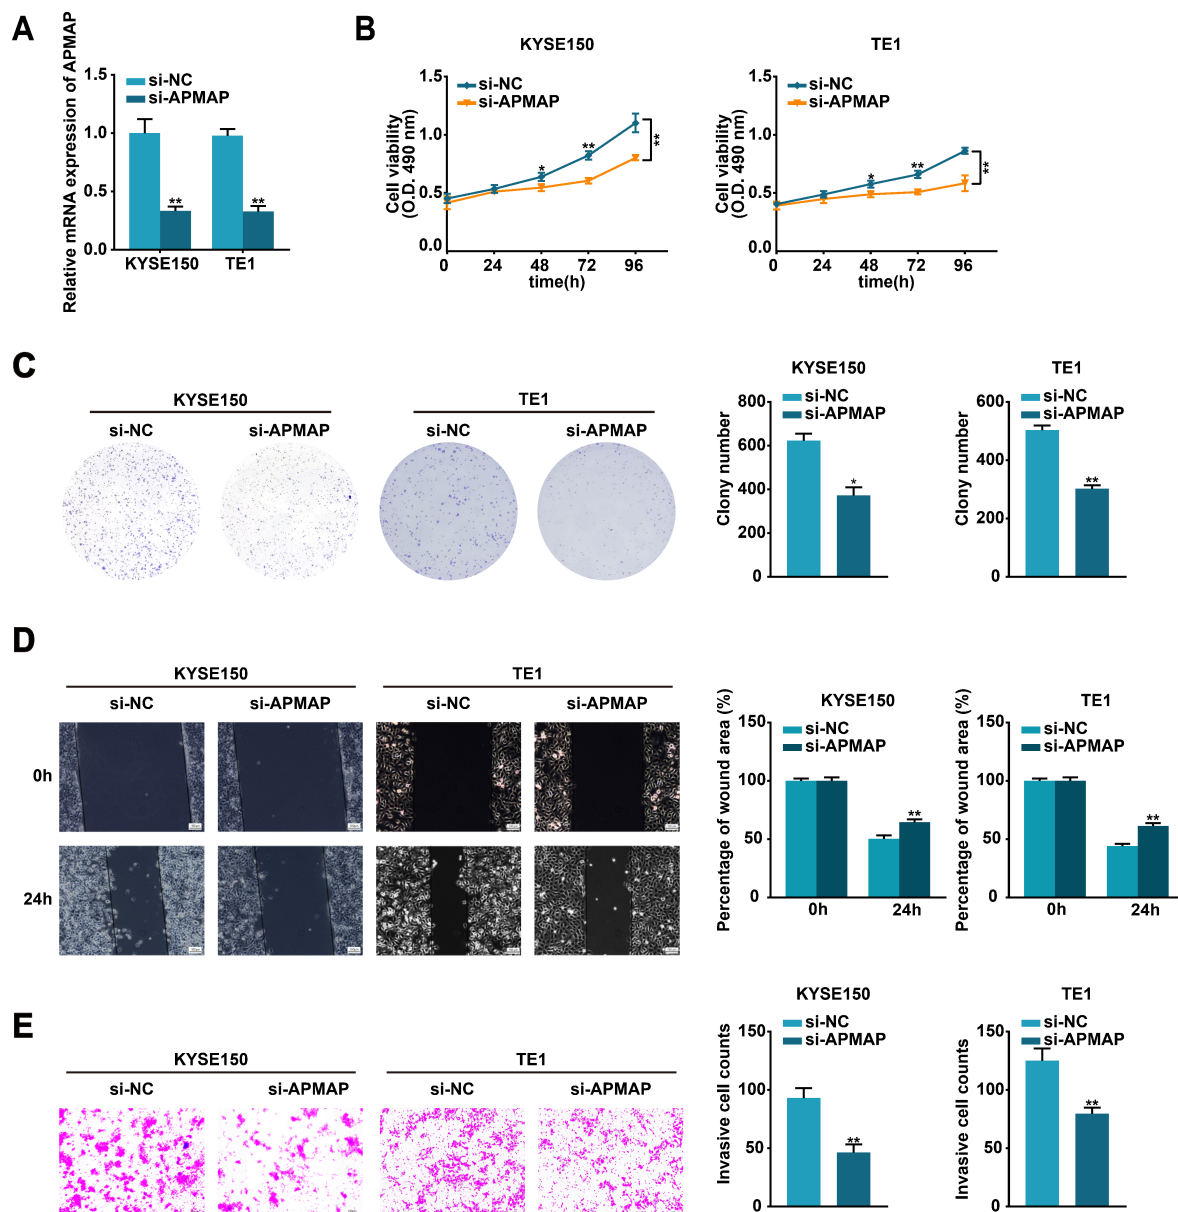 A
Relative mRNA expression of APMAP
si-NC
si-APMAP
1.5
1.0
0.5
0.0
**
**
KYSE150
TE1
B
KYSE150
si-NC
si-APMAP
Cell viability
(O.D. 490 nm)
1.5
1.0
0.5
0.0
*
**
**
0
24
48
72
96
time(h)
TE1
si-NC
si-APMAP
Cell viability
(O.D. 490 nm)
1.5
1.0
0.5
0.0
*
**
**
0
24
48
72
96
time(h)
C
KYSE150
si-NC
si-APMAP
TE1
si-NC
si-APMAP
KYSE150
si-NC
si-APMAP
Clony number
800
600
400
200
0
*
TE1
si-NC
si-APMAP
Clony number
600
400
200
0
**
D
KYSE150
si-NC
si-APMAP
TE1
si-NC
si-APMAP
0h
24h
KYSE150
si-NC
si-APMAP
Percentage of wound area (%)
150
100
50
0
**
0h
24h
TE1
si-NC
si-APMAP
Percentage of wound area (%)
150
100
50
0
**
0h
24h
E
KYSE150
si-NC
si-APMAP
TE1
si-NC
si-APMAP
KYSE150
si-NC
si-APMAP
Invasive cell counts
150
100
50
0
**
TE1
si-NC
si-APMAP
Invasive cell counts
150
100
50
0
**